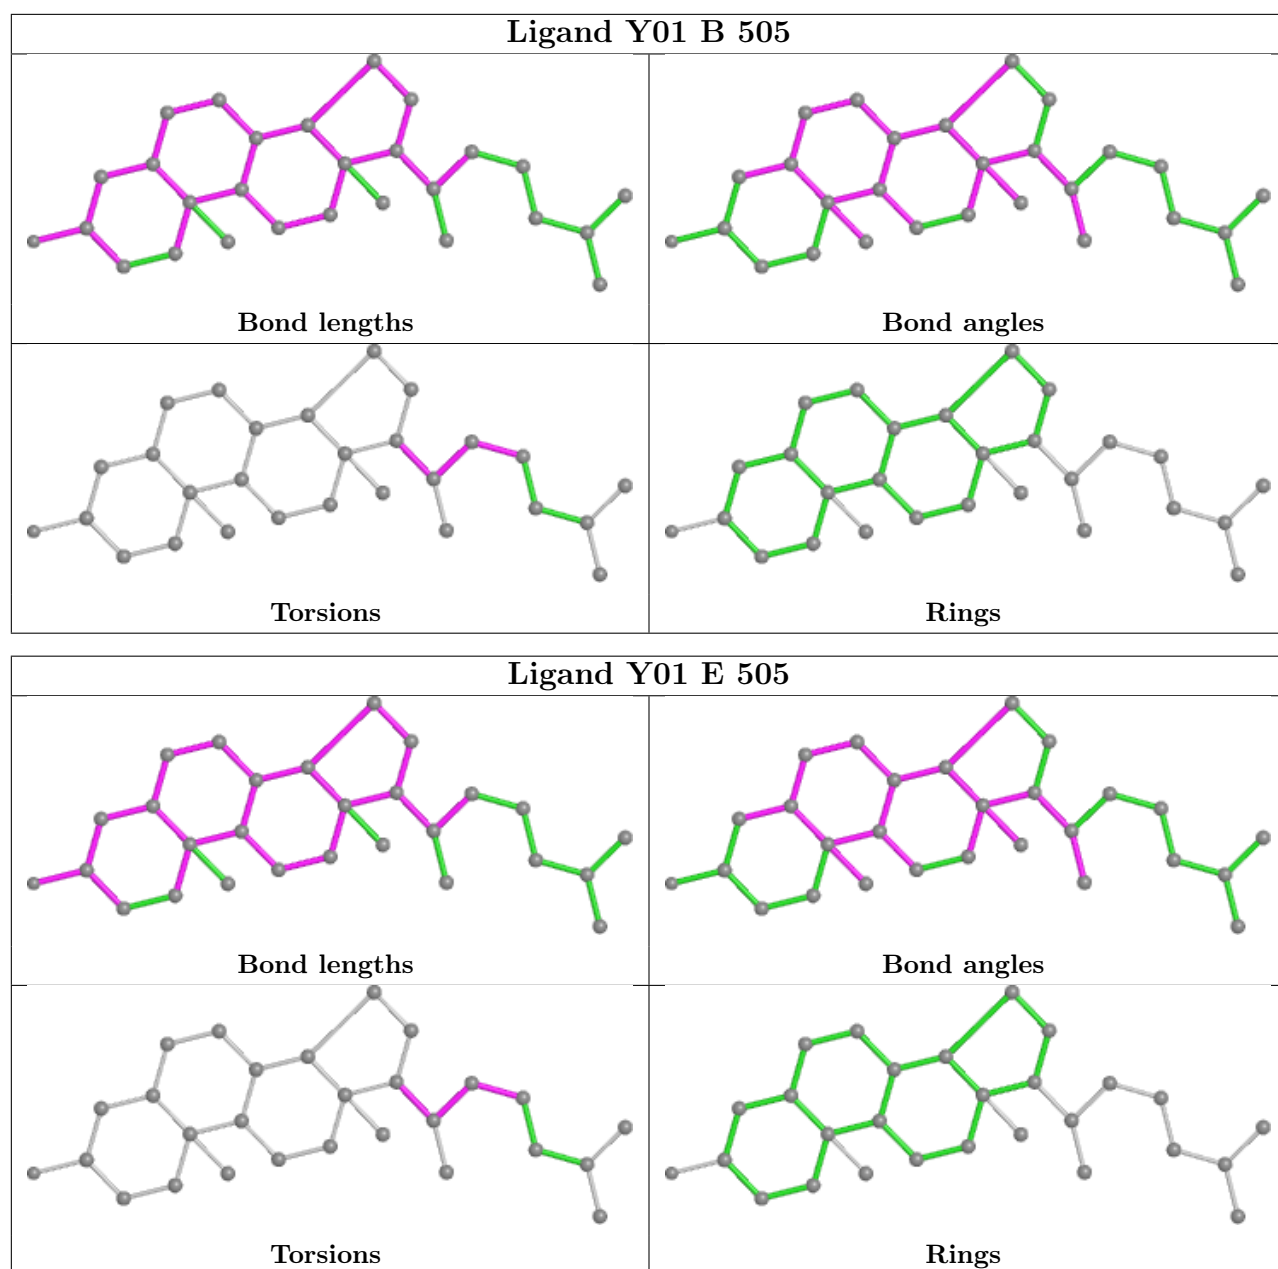 Ligand Y01 B 505
Bond lengths
Bond angles
Torsions
Rings
Ligand Y01 E 505
Bond lengths
Bond angles
Torsions
Rings